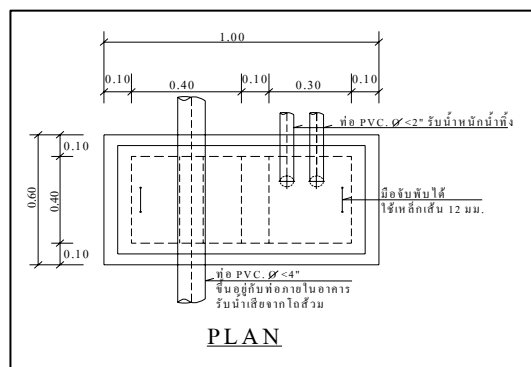 1.00
0.10 0.40 0.10 0.30 0.10
ท่อ PVC. Ø <2" รับน้ำหนักน้ำทิ้ง
0.10
0.60
0.40
0.10
มือจับพับได้
ใช้เหล็กเส้น 12 มม.
ท่อ PVC. Ø <4"
ขึ้นอยู่กับท่อภายในอาคาร
รับน้ำเสียจากโถส้วม
PLAN